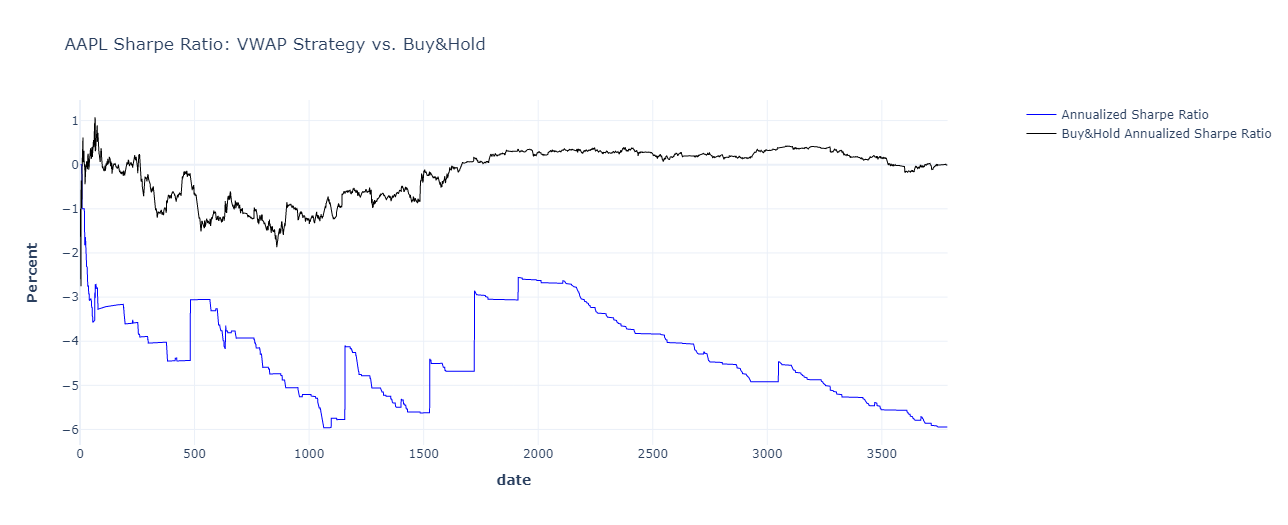 AAPL Sharpe Ratio: VWAP Strategy vs. Buy&Hold
Annualized Sharpe Ratio
Buy&Hold Annualized Sharpe Ratio
Percent
1
0
−1
−2
−3
−4
−5
−6
0 500 1000 1500 2000 2500 3000 3500
date